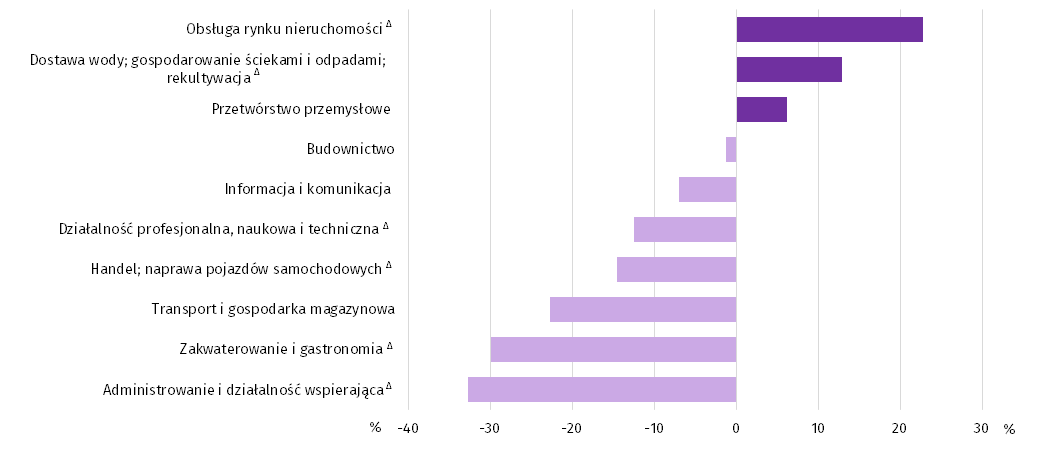 Obsługa rynku nieruchomości Δ
Dostawa wody; gospodarowanie ściekami i odpadami;
rekultywacja Δ
Przetwórstwo przemysłowe
Budownictwo
Informacja i komunikacja
Działalność profesjonalna, naukowa i techniczna Δ
Handel; naprawa pojazdów samochodowych Δ
Transport i gospodarka magazynowa
Zakwaterowanie i gastronomia Δ
Administrowanie i działalność wspierająca Δ
% -40 -30 -20 -10 0 10 20 30 %